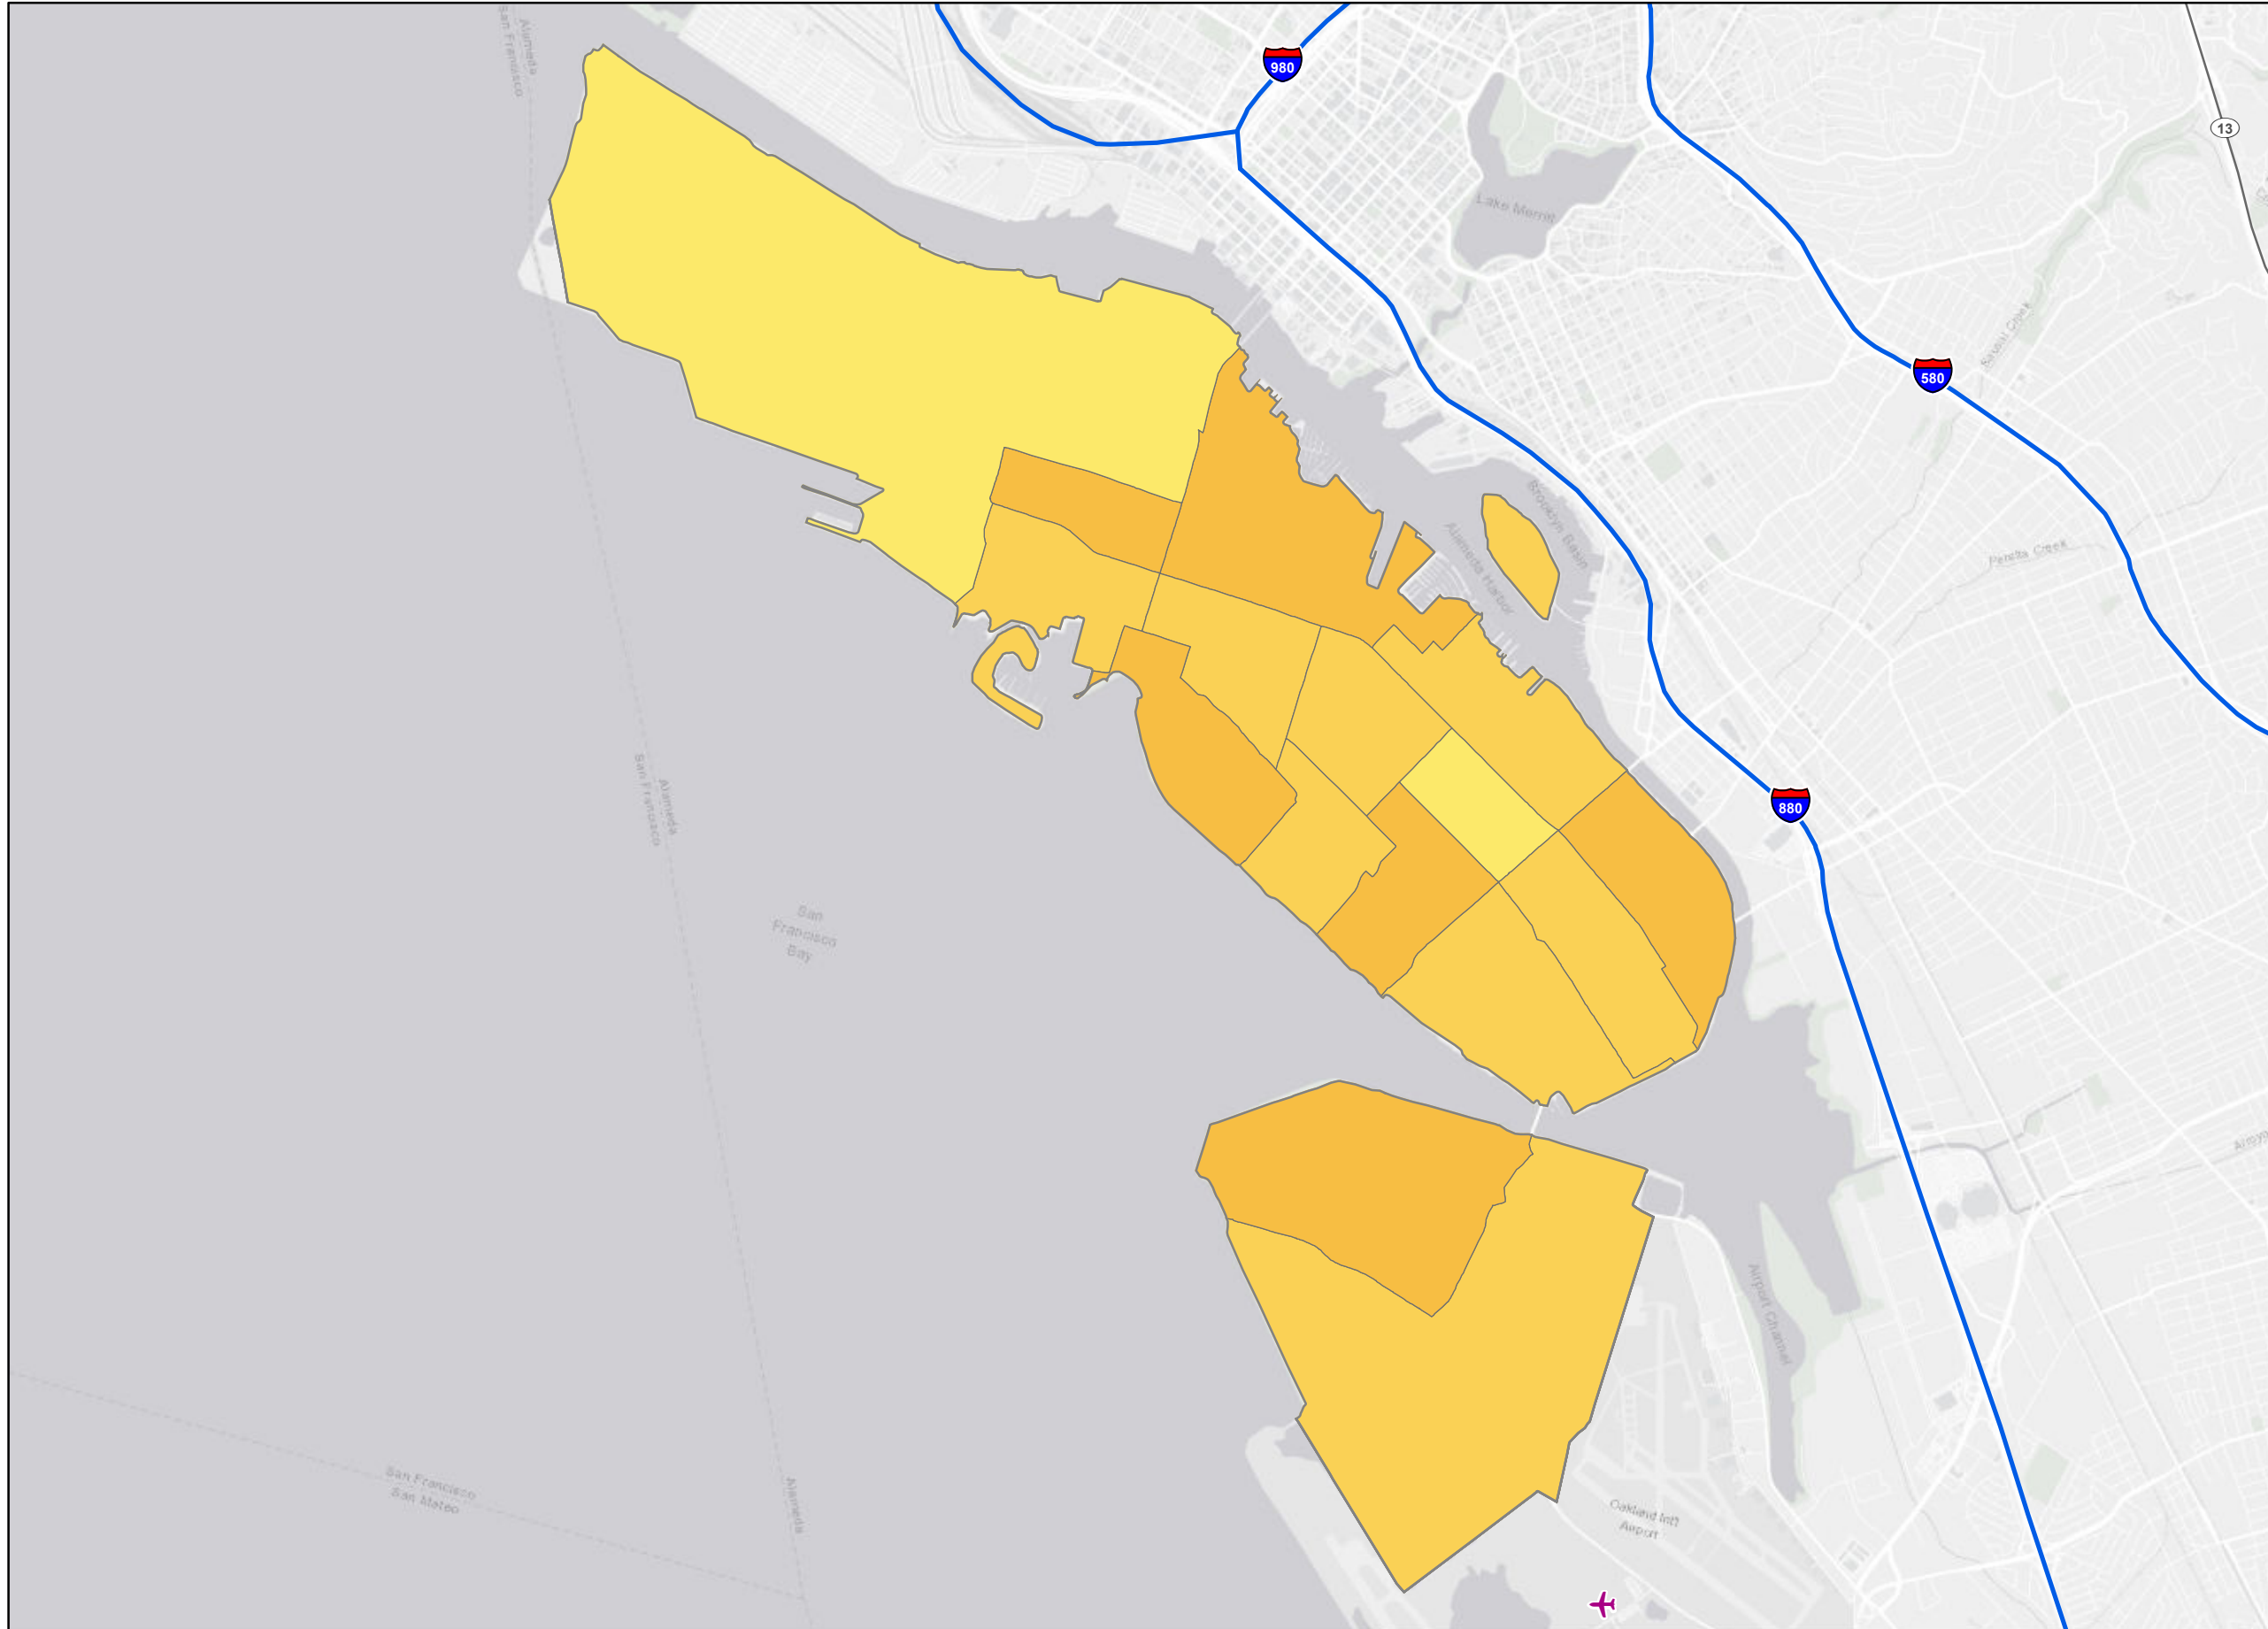 San Francisco
Alameda
980
13
Lake Merritt
Sausal Creek
580
Brooklyn Basin
Alameda Harbor
Peralta Creek
San Francisco
Alameda
880
San
Francisco
Bay
Arroyo
Airport Channel
San Francisco
San Mateo
Alameda
Oakland Int'l
Airport